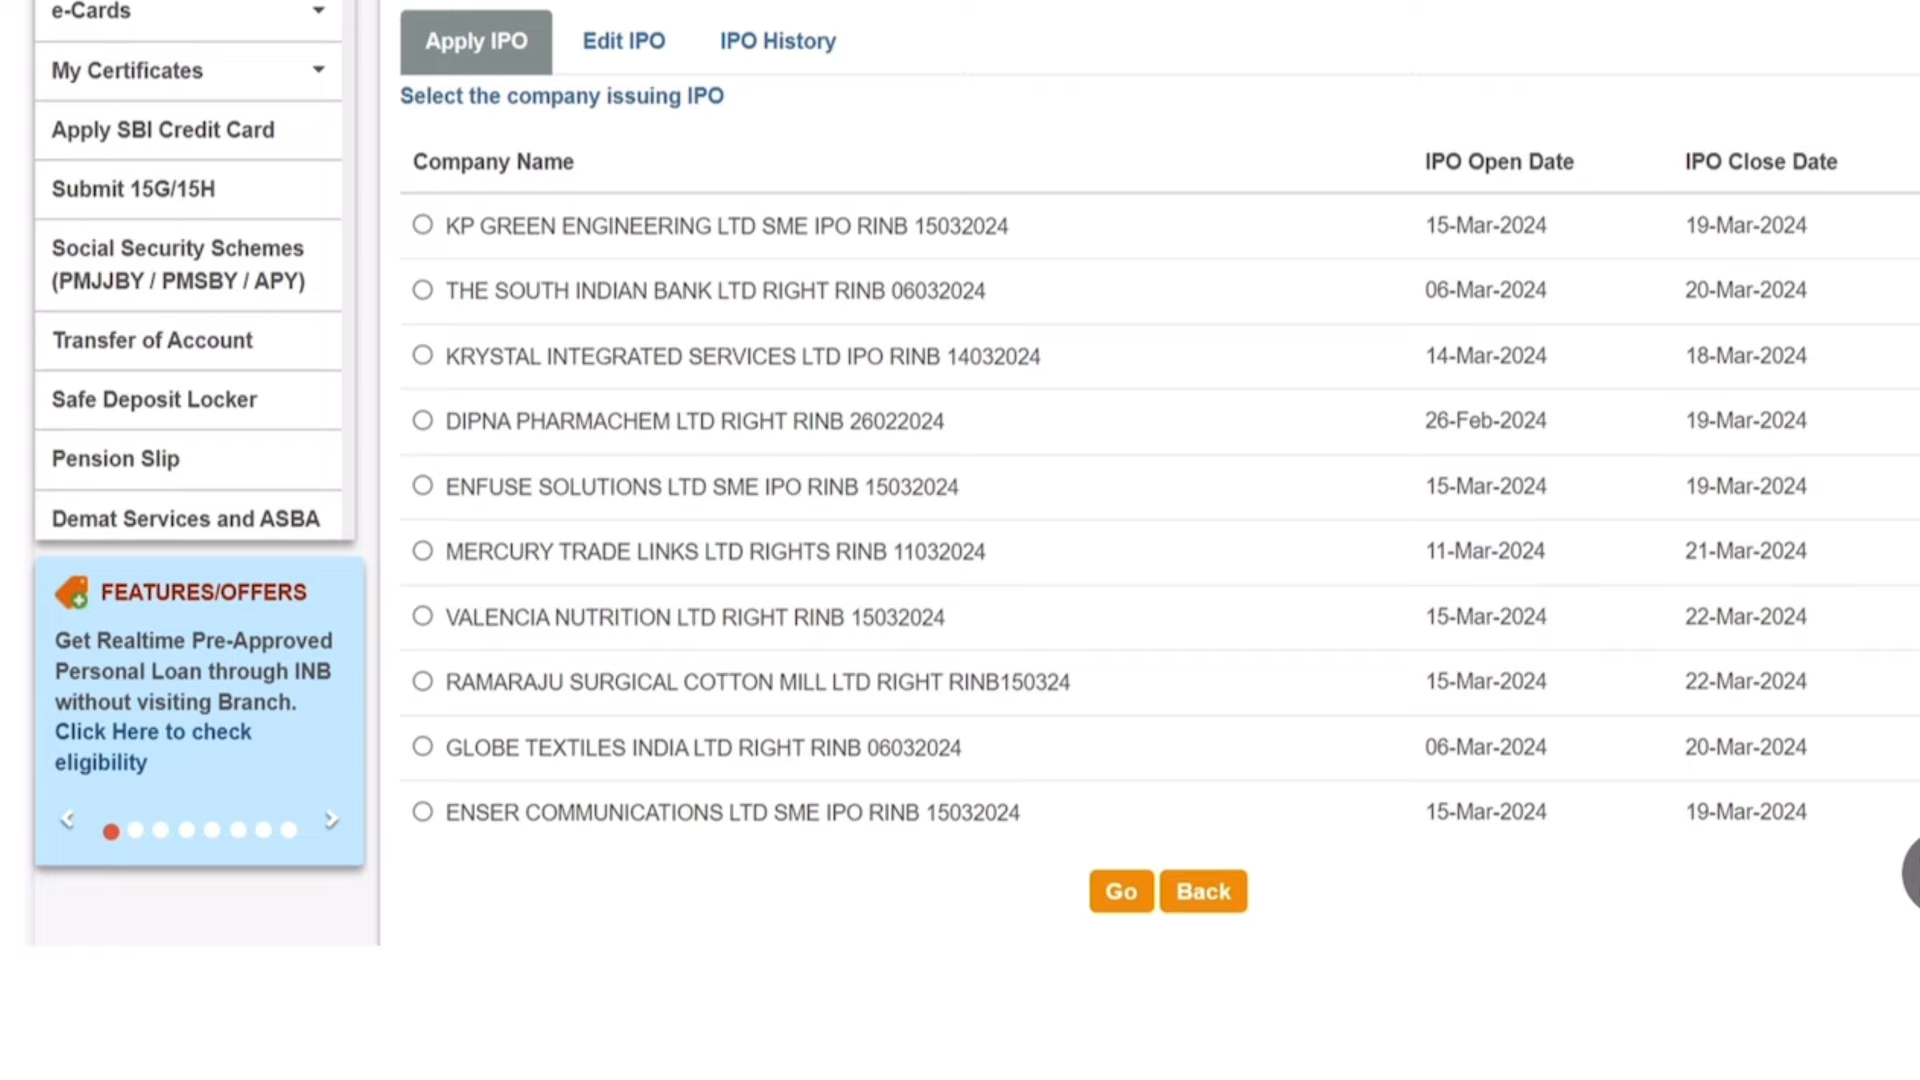 e-Cards
My Certificates
Apply SBI Credit Card
Submit 15G/15H
Social Security Schemes
(PMJJBY / PMSBY / APY)
Transfer of Account
Safe Deposit Locker
Pension Slip
Demat Services and ASBA
FEATURES/OFFERS
Get Realtime Pre-Approved
Personal Loan through INB
without visiting Branch.
Click Here to check
eligibility
Apply IPO Edit IPO IPO History
Select the company issuing IPO
Company Name IPO Open Date IPO Close Date
KP GREEN ENGINEERING LTD SME IPO RINB 15032024 15-Mar-2024 19-Mar-2024
THE SOUTH INDIAN BANK LTD RIGHT RINB 06032024 06-Mar-2024 20-Mar-2024
KRYSTAL INTEGRATED SERVICES LTD IPO RINB 14032024 14-Mar-2024 18-Mar-2024
DIPNA PHARMACHEM LTD RIGHT RINB 26022024 26-Feb-2024 19-Mar-2024
ENFUSE SOLUTIONS LTD SME IPO RINB 15032024 15-Mar-2024 19-Mar-2024
MERCURY TRADE LINKS LTD RIGHTS RINB 11032024 11-Mar-2024 21-Mar-2024
VALENCIA NUTRITION LTD RIGHT RINB 15032024 15-Mar-2024 22-Mar-2024
RAMARAJU SURGICAL COTTON MILL LTD RIGHT RINB150324 15-Mar-2024 22-Mar-2024
GLOBE TEXTILES INDIA LTD RIGHT RINB 06032024 06-Mar-2024 20-Mar-2024
ENSER COMMUNICATIONS LTD SME IPO RINB 15032024 15-Mar-2024 19-Mar-2024
Go Back